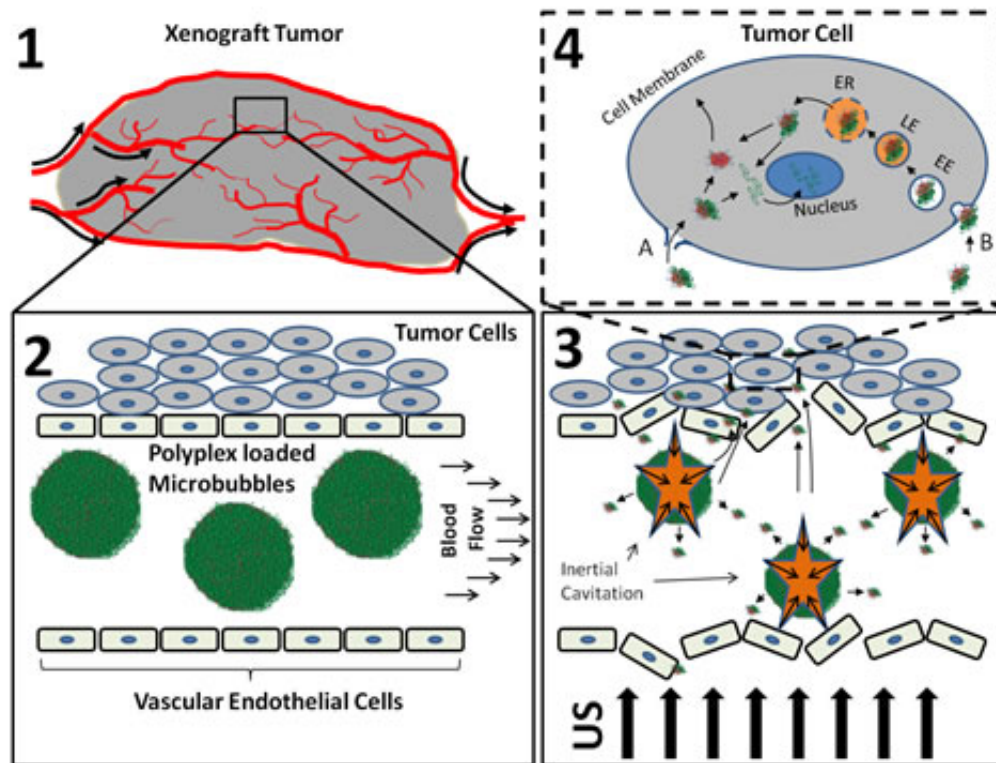 1
Xenograft Tumor
2
Tumor Cells
Polyplex loaded
Microbubbles
Blood
Flow
Vascular Endothelial Cells
3
Inertial
Cavitation
US
4
Tumor Cell
Cell Membrane
ER
LE
EE
Nucleus
A
B